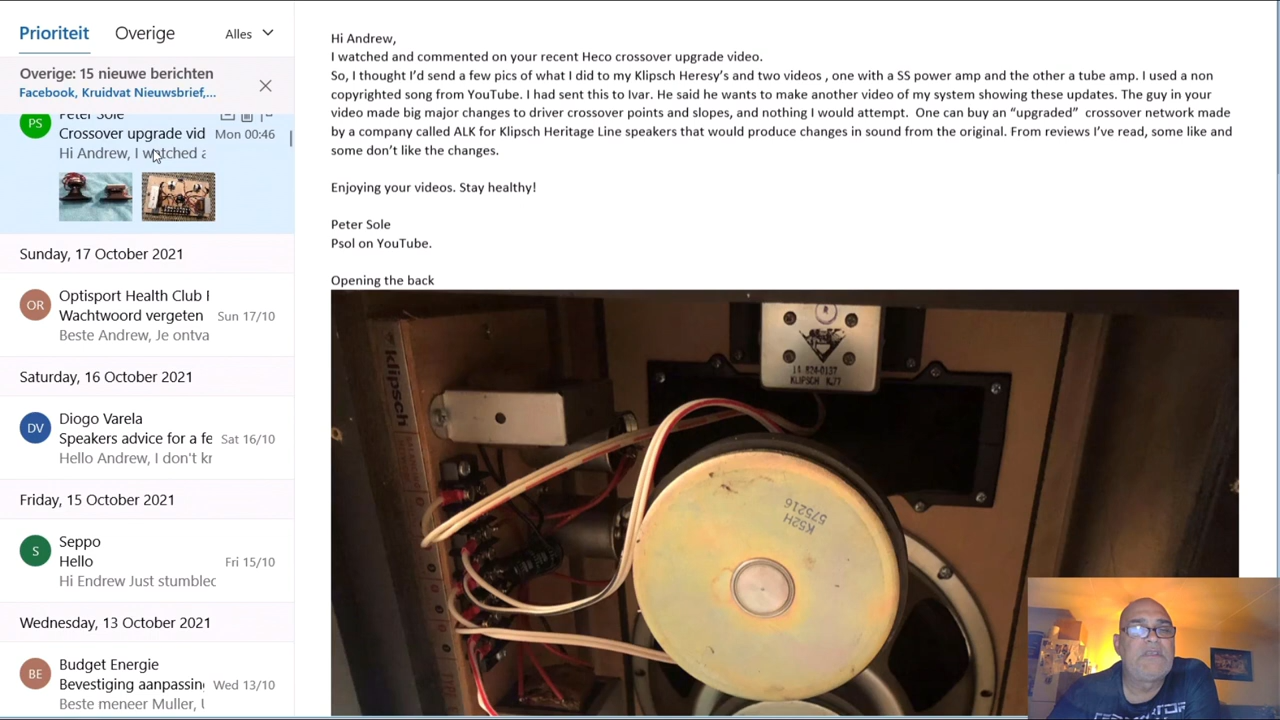 Prioriteit
Overige
Alles
Overige: 15 nieuwe berichten
Facebook, Kruidvat Nieuwsbrief,...
PS
Peter Sole
Crossover upgrade vid
Mon 00:46
Hi Andrew, I watched a
Sunday, 17 October 2021
OR
Optisport Health Club I
Wachtwoord vergeten
Sun 17/10
Beste Andrew, Je ontva
Saturday, 16 October 2021
DV
Diogo Varela
Speakers advice for a fe
Sat 16/10
Hello Andrew, I don't kr
Friday, 15 October 2021
S
Seppo
Hello
Fri 15/10
Hi Endrew Just stumbled
Wednesday, 13 October 2021
BE
Budget Energie
Bevestiging aanpassing
Wed 13/10
Beste meneer Muller, U
Hi Andrew,
I watched and commented on your recent Heco crossover upgrade video.
So, I thought I'd send a few pics of what I did to my Klipsch Heresy's and two videos , one with a SS power amp and the other a tube amp. I used a non
copyrighted song from YouTube. I had sent this to Ivar. He said he wants to make another video of my system showing these updates. The guy in your
video made big major changes to driver crossover points and slopes, and nothing I would attempt.  One can buy an "upgraded"  crossover network made
by a company called ALK for Klipsch Heritage Line speakers that would produce changes in sound from the original. From reviews I've read, some like and
some don't like the changes.
Enjoying your videos. Stay healthy!
Peter Sole
Psol on YouTube.
Opening the back
klipsch
KLIPSCH K.77
K52H
575216